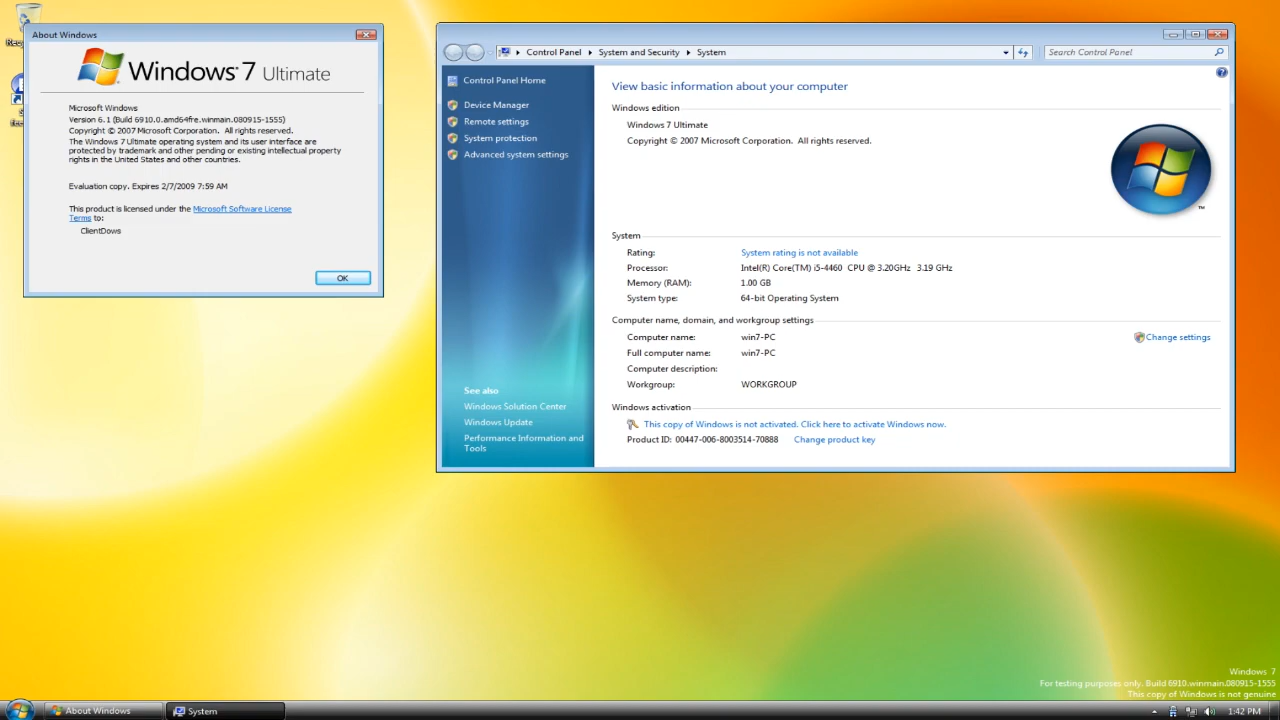 Rec
S
des
About Windows
Windows 7 Ultimate
Microsoft Windows
Version 6.1 (Build 6910.0.amd64fre.winmain.080915-1555)
Copyright © 2007 Microsoft Corporation. All rights reserved.
The Windows 7 Ultimate operating system and its user interface are
protected by trademark and other pending or existing intellectual property
rights in the United States and other countries.
Evaluation copy. Expires 2/7/2009 7:59 AM
This product is licensed under the Microsoft Software License
Terms to:
ClientDows
OK
Control Panel
System and Security
System
Search Control Panel
Control Panel Home
Device Manager
Remote settings
System protection
Advanced system settings
See also
Windows Solution Center
Windows Update
Performance Information and
Tools
View basic information about your computer
Windows edition
Windows 7 Ultimate
Copyright © 2007 Microsoft Corporation. All rights reserved.
TM
System
Rating: System rating is not available
Processor: Intel(R) Core(TM) i5-4460 CPU @ 3.20GHz 3.19 GHz
Memory (RAM): 1.00 GB
System type: 64-bit Operating System
Computer name, domain, and workgroup settings
Computer name: win7-PC
Change settings
Full computer name: win7-PC
Computer description:
Workgroup: WORKGROUP
Windows activation
This copy of Windows is not activated. Click here to activate Windows now.
Product ID: 00447-006-8003514-70888 Change product key
Windows 7
For testing purposes only. Build 6910.winmain.080915-1555
This copy of Windows is not genuine
About Windows
System
1:42 PM